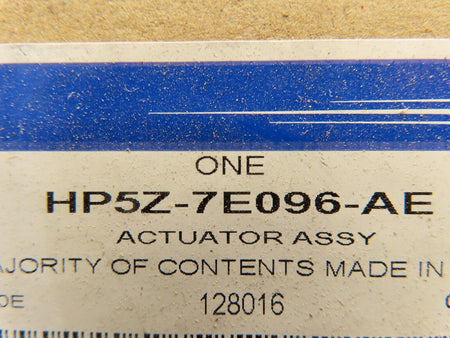 ONE
HP5Z-7E096-AE
ACTUATOR ASSY
AJORITY OF CONTENTS MADE IN
DE 128016